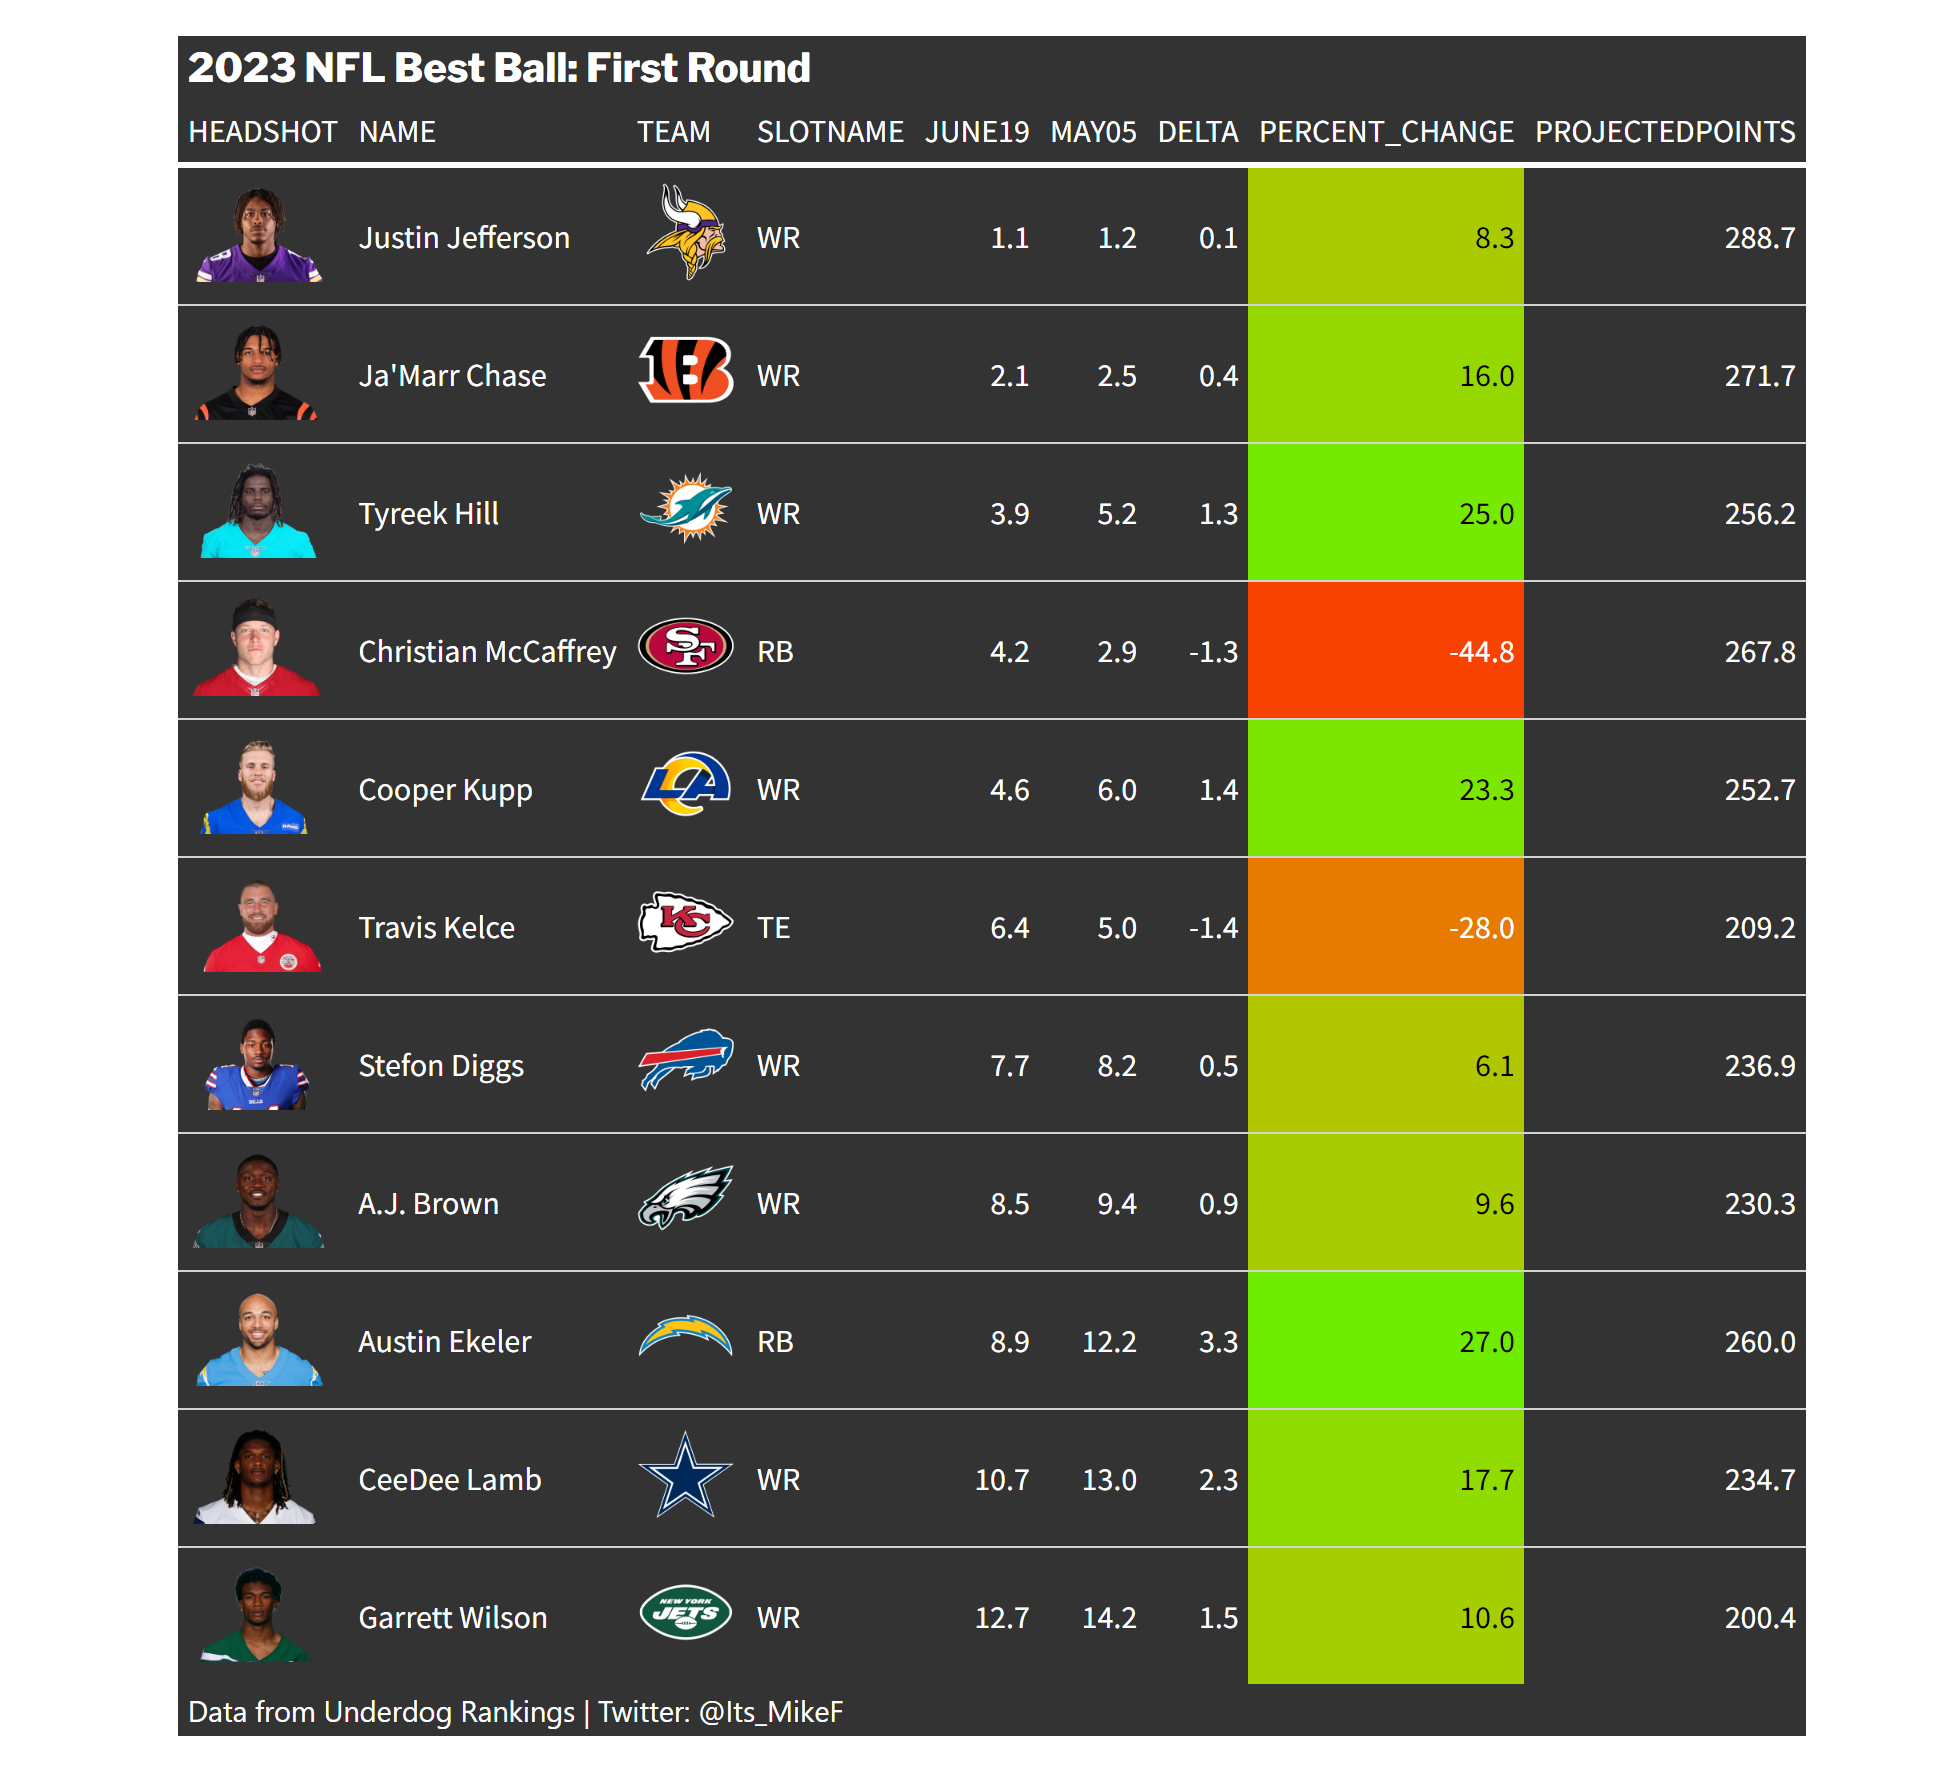 2023 NFL Best Ball: First Round
HEADSHOT NAME TEAM SLOTNAME JUNE19 MAY05 DELTA PERCENT_CHANGE PROJECTEDPOINTS
Justin Jefferson WR 1.1 1.2 0.1 8.3 288.7
Ja'Marr Chase B WR 2.1 2.5 0.4 16.0 271.7
Tyreek Hill WR 3.9 5.2 1.3 25.0 256.2
Christian McCaffrey SF RB 4.2 2.9 -1.3 -44.8 267.8
Cooper Kupp LA WR 4.6 6.0 1.4 23.3 252.7
Travis Kelce KC TE 6.4 5.0 -1.4 -28.0 209.2
Stefon Diggs WR 7.7 8.2 0.5 6.1 236.9
A.J. Brown WR 8.5 9.4 0.9 9.6 230.3
Austin Ekeler RB 8.9 12.2 3.3 27.0 260.0
CeeDee Lamb WR 10.7 13.0 2.3 17.7 234.7
Garrett Wilson NEW YORK JETS WR 12.7 14.2 1.5 10.6 200.4
Data from Underdog Rankings | Twitter: @Its_MikeF